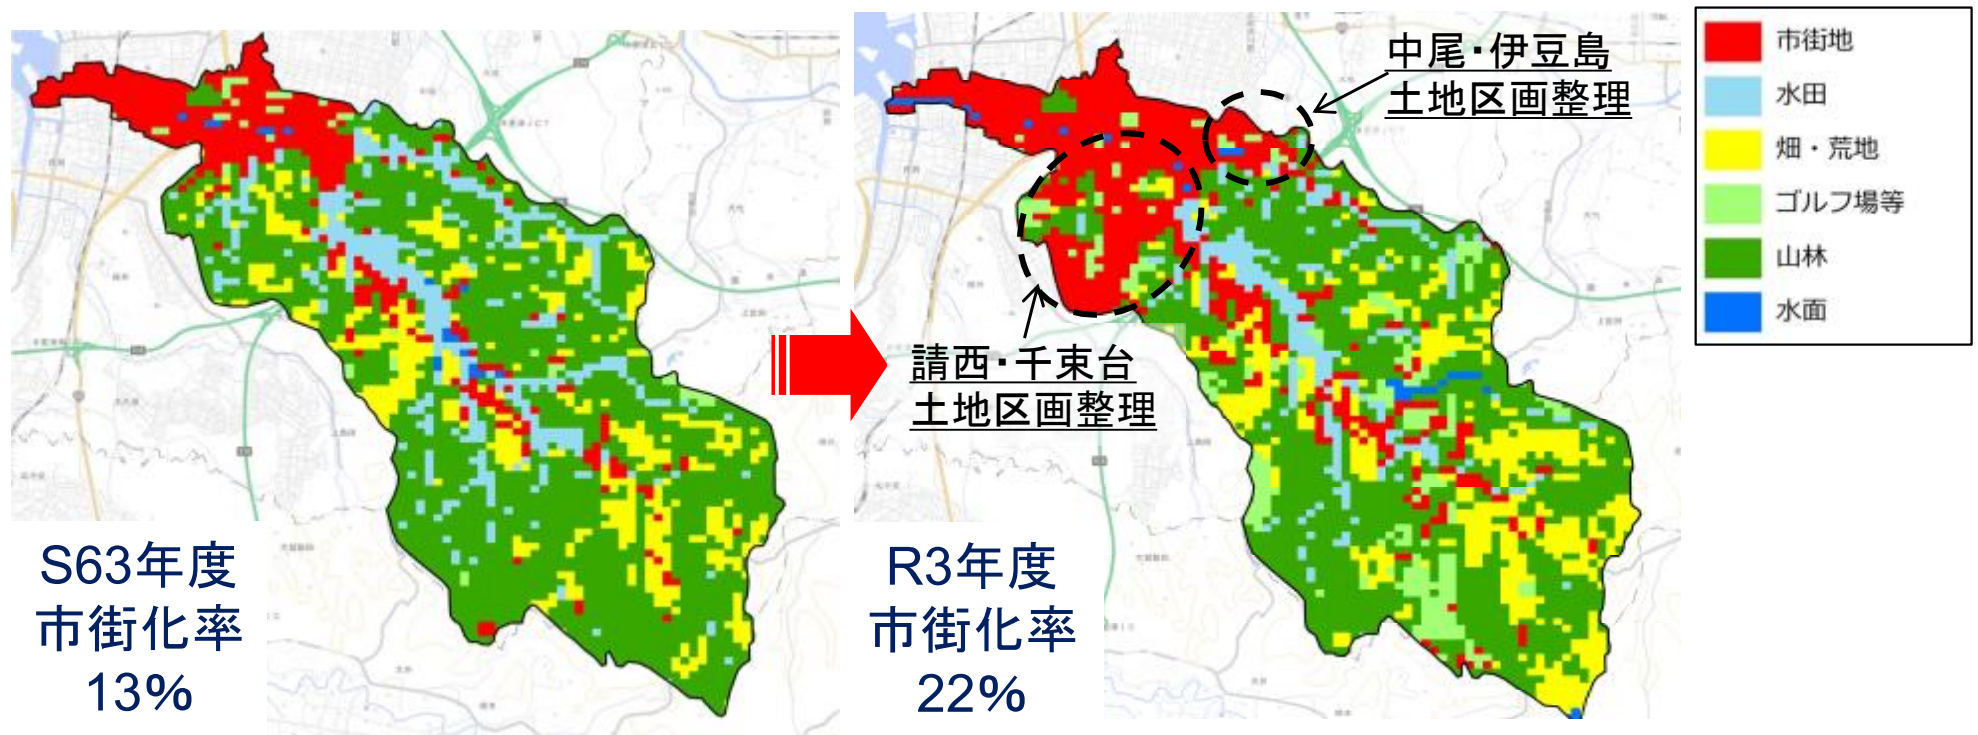 S63年度
市街化率
13%
中尾・伊豆島
土地区画整理
請西・千束台
土地区画整理
R3年度
市街化率
22%
市街地
水田
畑・荒地
ゴルフ場等
山林
水面